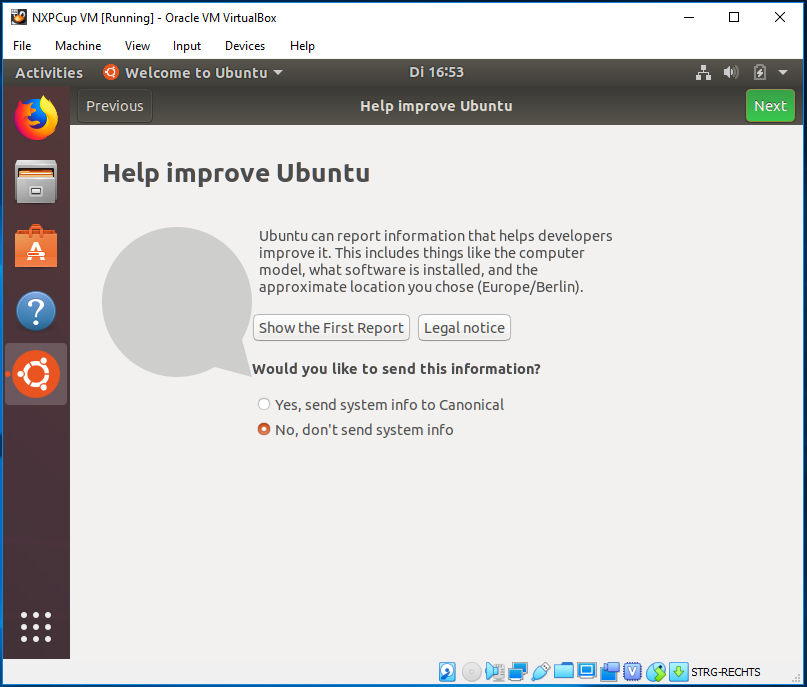 NXPCup VM [Running] - Oracle VM VirtualBox
File Machine View Input Devices Help
Activities Welcome to Ubuntu Di 16:53
Previous Help improve Ubuntu Next
Help improve Ubuntu
Ubuntu can report information that helps developers
improve it. This includes things like the computer
model, what software is installed, and the
approximate location you chose (Europe/Berlin).
Show the First Report Legal notice
Would you like to send this information?
Yes, send system info to Canonical
No, don't send system info
STRG-RECHTS